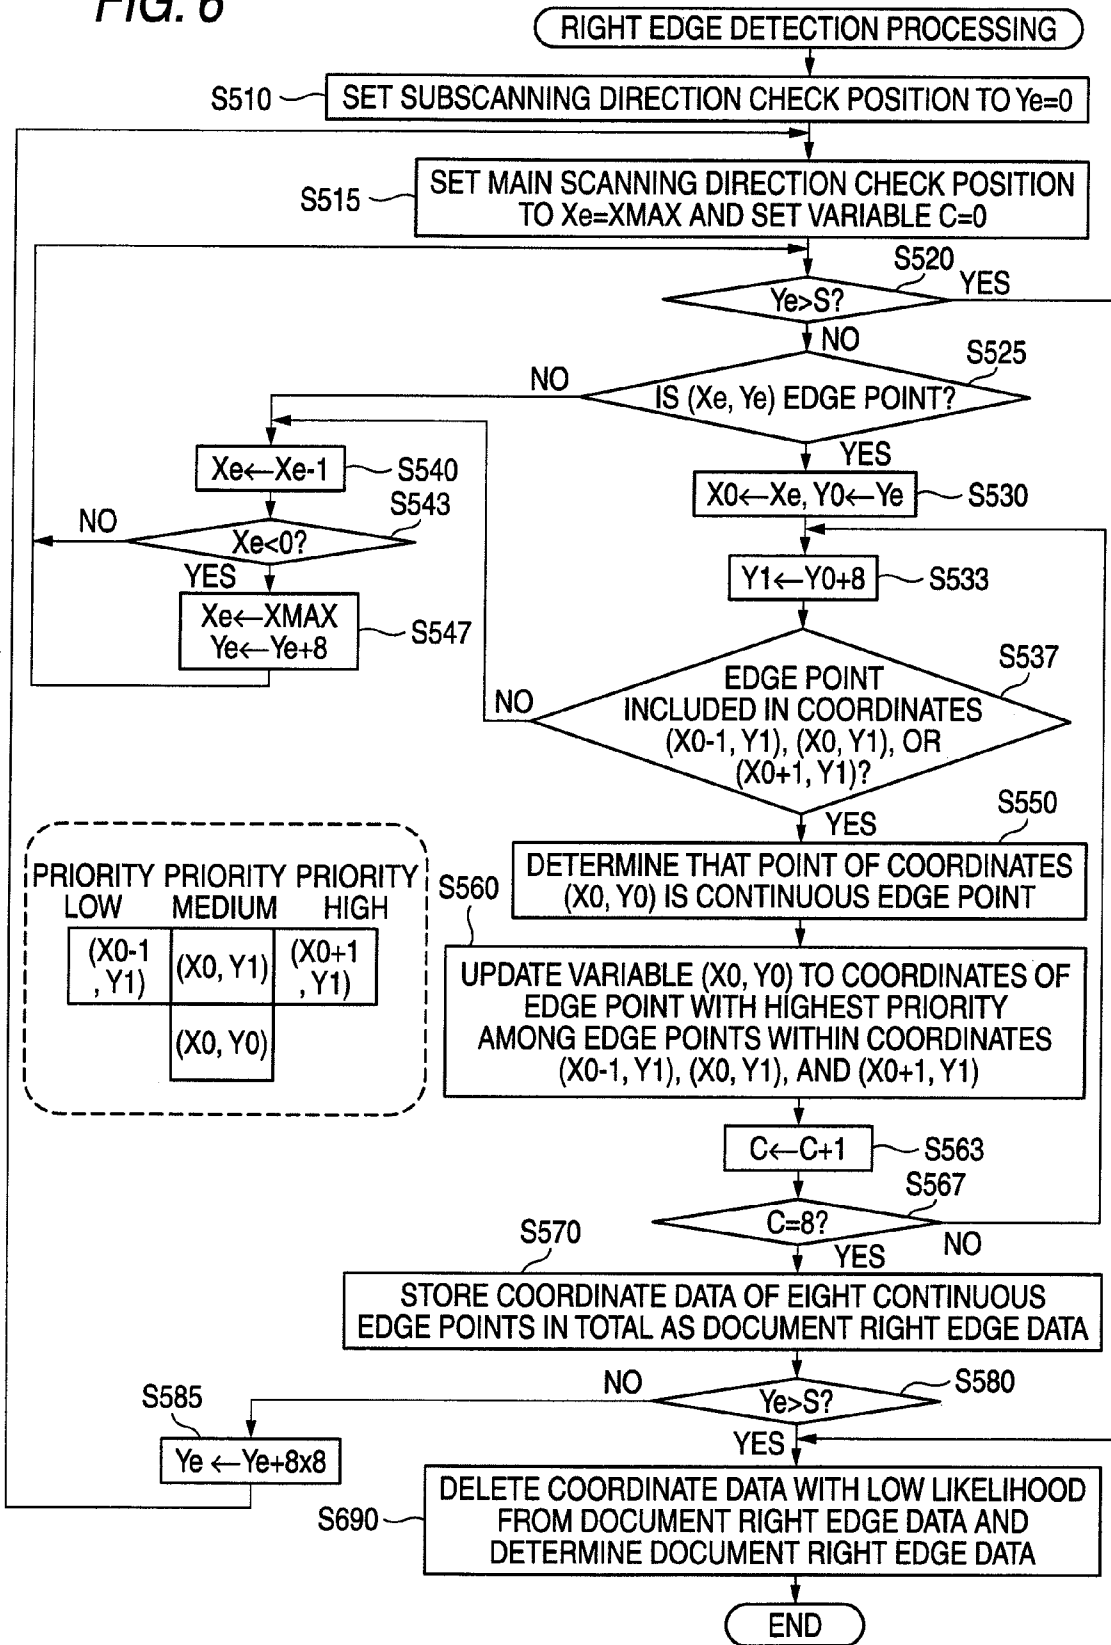 FIG. 6
RIGHT EDGE DETECTION PROCESSING
S510
SET SUBSCANNING DIRECTION CHECK POSITION TO Ye=0
S515
SET MAIN SCANNING DIRECTION CHECK POSITION
TO Xe=XMAX AND SET VARIABLE C=0
S520
Ye>S?
YES
NO
S525
IS (Xe, Ye) EDGE POINT?
NO
YES
Xe←Xe-1
S540
X0←Xe, Y0←Ye
S530
S543
Xe<0?
NO
YES
Y1←Y0+8
S533
Xe←XMAX
Ye←Ye+8
S547
S537
EDGE POINT
INCLUDED IN COORDINATES
(X0-1, Y1), (X0, Y1), OR
(X0+1, Y1)?
NO
YES
S550
DETERMINE THAT POINT OF COORDINATES
(X0, Y0) IS CONTINUOUS EDGE POINT
PRIORITY PRIORITY PRIORITY
LOW MEDIUM HIGH
(X0-1
, Y1)
(X0, Y1)
(X0+1
, Y1)
(X0, Y0)
S560
UPDATE VARIABLE (X0, Y0) TO COORDINATES OF
EDGE POINT WITH HIGHEST PRIORITY
AMONG EDGE POINTS WITHIN COORDINATES
(X0-1, Y1), (X0, Y1), AND (X0+1, Y1)
C←C+1
S563
S567
C=8?
NO
YES
S570
STORE COORDINATE DATA OF EIGHT CONTINUOUS
EDGE POINTS IN TOTAL AS DOCUMENT RIGHT EDGE DATA
S580
Ye>S?
NO
YES
S585
Ye ←Ye+8x8
S690
DELETE COORDINATE DATA WITH LOW LIKELIHOOD
FROM DOCUMENT RIGHT EDGE DATA AND
DETERMINE DOCUMENT RIGHT EDGE DATA
END